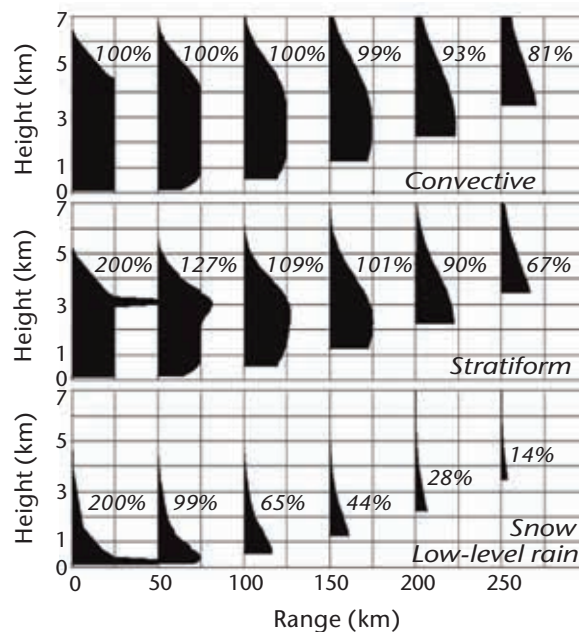 7
5
3
1
0
Height (km)
100% 100% 100% 99% 93% 81%
Convective
7
5
3
1
0
Height (km)
200% 127% 109% 101% 90% 67%
Stratiform
7
5
3
1
0
Height (km)
200% 99% 65% 44% 28% 14%
Snow
Low-level rain
0 50 100 150 200 250
Range (km)